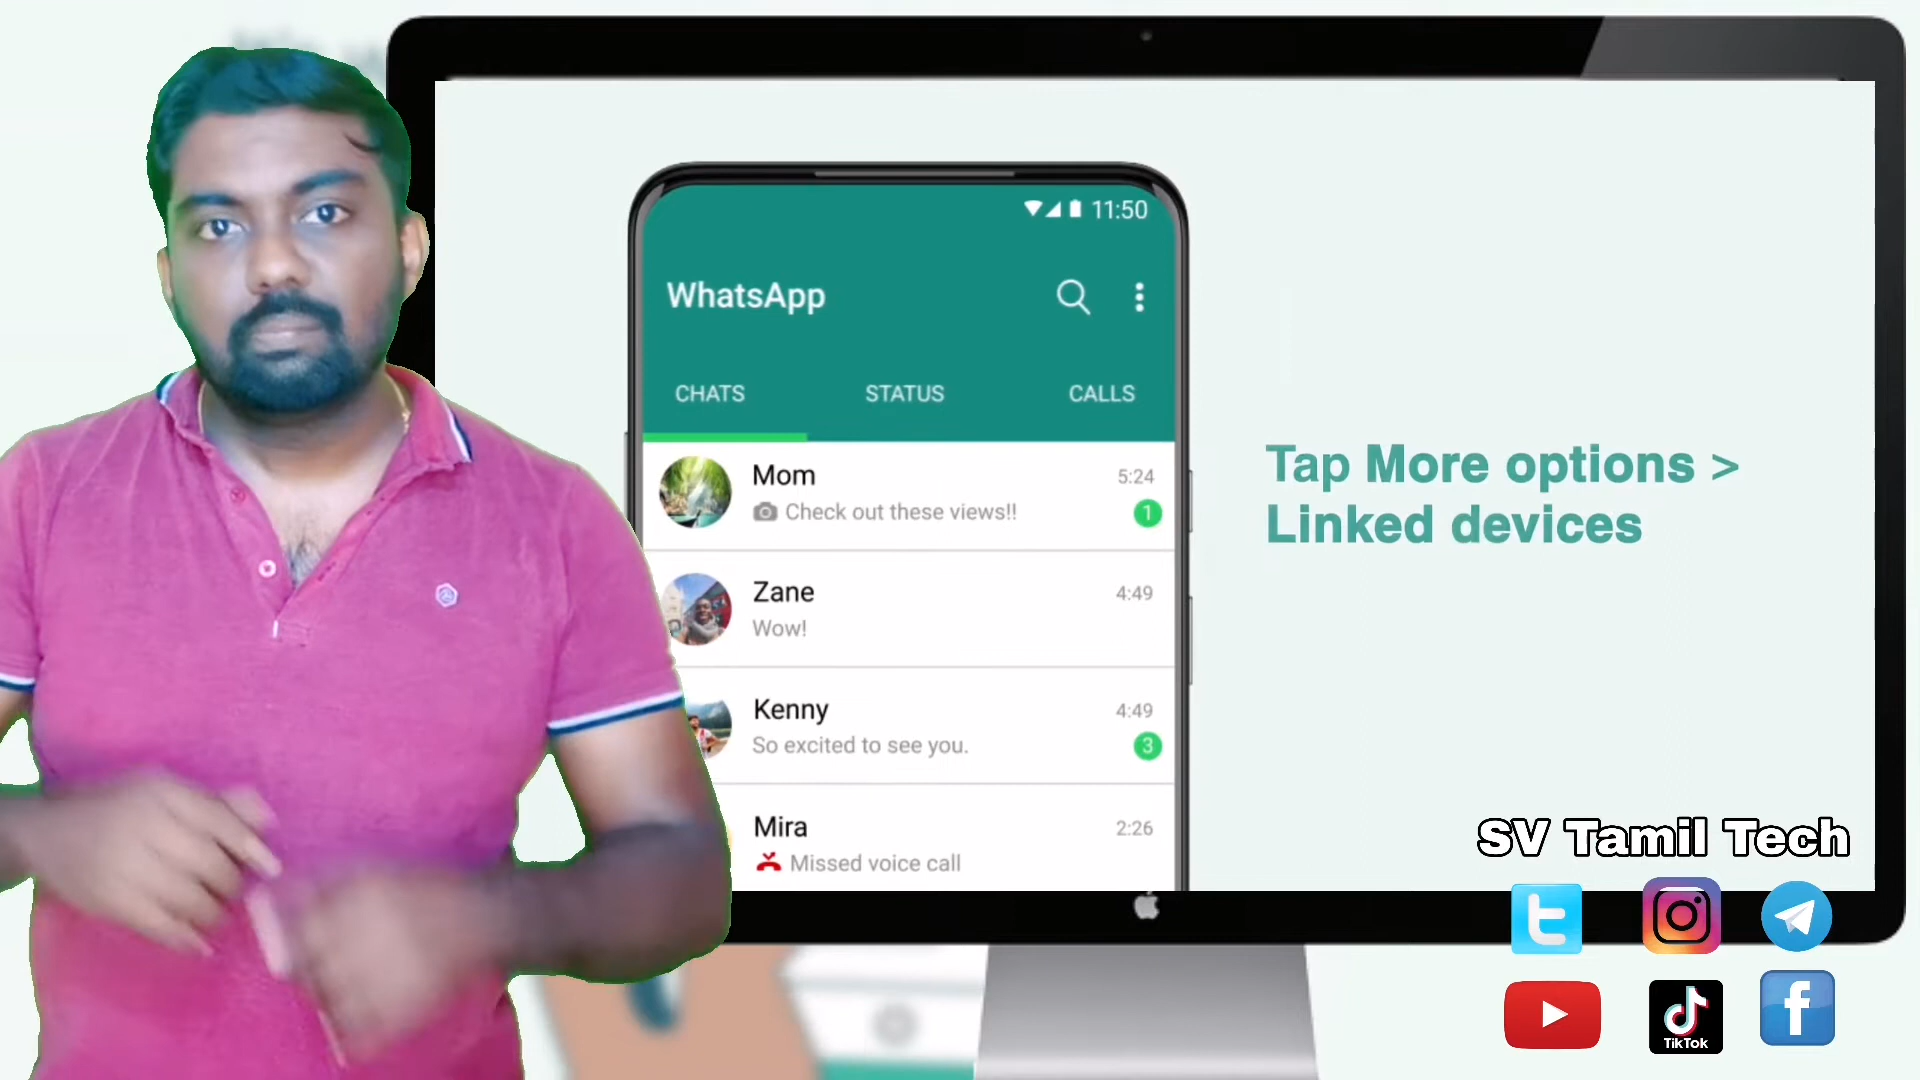 11:50
WhatsApp
CHATS STATUS CALLS
Mom 5:24
Check out these views!! 1
Zane 4:49
Wow!
Kenny 4:49
So excited to see you. 3
Mira 2:26
Missed voice call
Tap More options >
Linked devices
SV Tamil Tech
TikTok